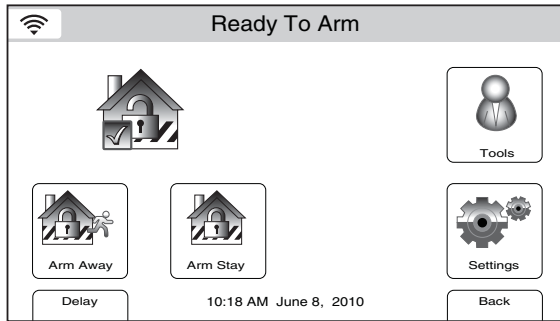 Ready To Arm
Tools
Arm Away
Arm Stay
Settings
Delay
10:18 AM June 8, 2010
Back